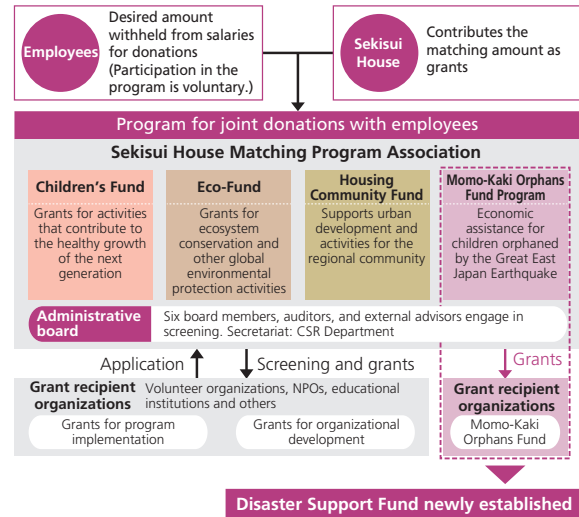 Employees
Desired amount
withheld from salaries
for donations
(Participation in the
program is voluntary.)
Sekisui
House
Contributes the
matching amount as
grants
Program for joint donations with employees
Sekisui House Matching Program Association
Children's Fund
Grants for activities
that contribute to
the healthy growth
of the next
generation
Eco-Fund
Grants for
ecosystem
conservation and
other global
environmental
protection activities
Housing
Community Fund
Supports urban
development and
activities for the
regional community
Momo-Kaki Orphans
Fund Program
Economic
assistance for
children orphaned
by the Great East
Japan Earthquake
Administrative
board
Six board members, auditors, and external advisors engage in
screening. Secretariat: CSR Department
Application
Screening and grants
Grants
Grant recipient
organizations
Volunteer organizations, NPOs, educational
institutions and others
Grants for program
implementation
Grants for organizational
development
Grant recipient
organizations
Momo-Kaki
Orphans Fund
Disaster Support Fund newly established